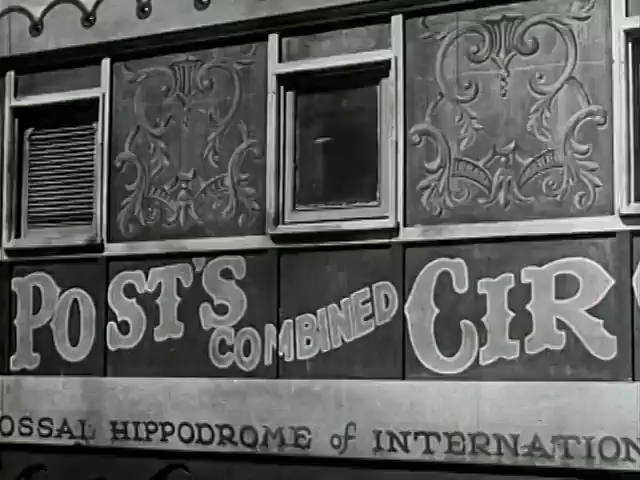 POST'S COMBINED CIR
OSSAL HIPPODROME of INTERNATION